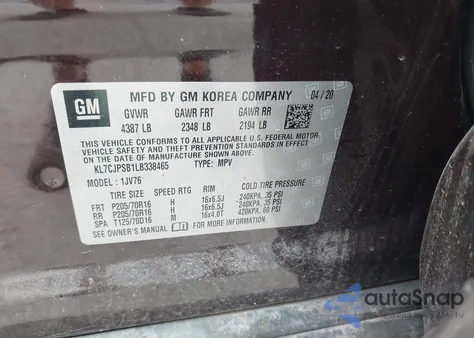 GM
MFD BY GM KOREA COMPANY 04/20
GVWR GAWR FRT GAWR RR
4387 LB 2348 LB 2194 LB
THIS VEHICLE CONFORMS TO ALL APPLICABLE U.S. FEDERAL MOTOR
VEHICLE SAFETY AND THEFT PREVENTION STANDARDS IN EFFECT ON
THE DATE OF MANUFACTURE SHOWN ABOVE.
KL7CJPSB1LB338465 TYPE: MPV
MODEL: 1JV76
SPEED RTG RIM COLD TIRE PRESSURE
FRT P205/70R16 H 16x6.5J 240KPA, 35 PSI
RR P205/70R16 H 16x6.5J 240KPA, 35 PSI
SPA T125/70D16 M 16x4.0T 420KPA, 60 PSI
SEE OWNER'S MANUAL FOR MORE INFORMATION.
autoSnap